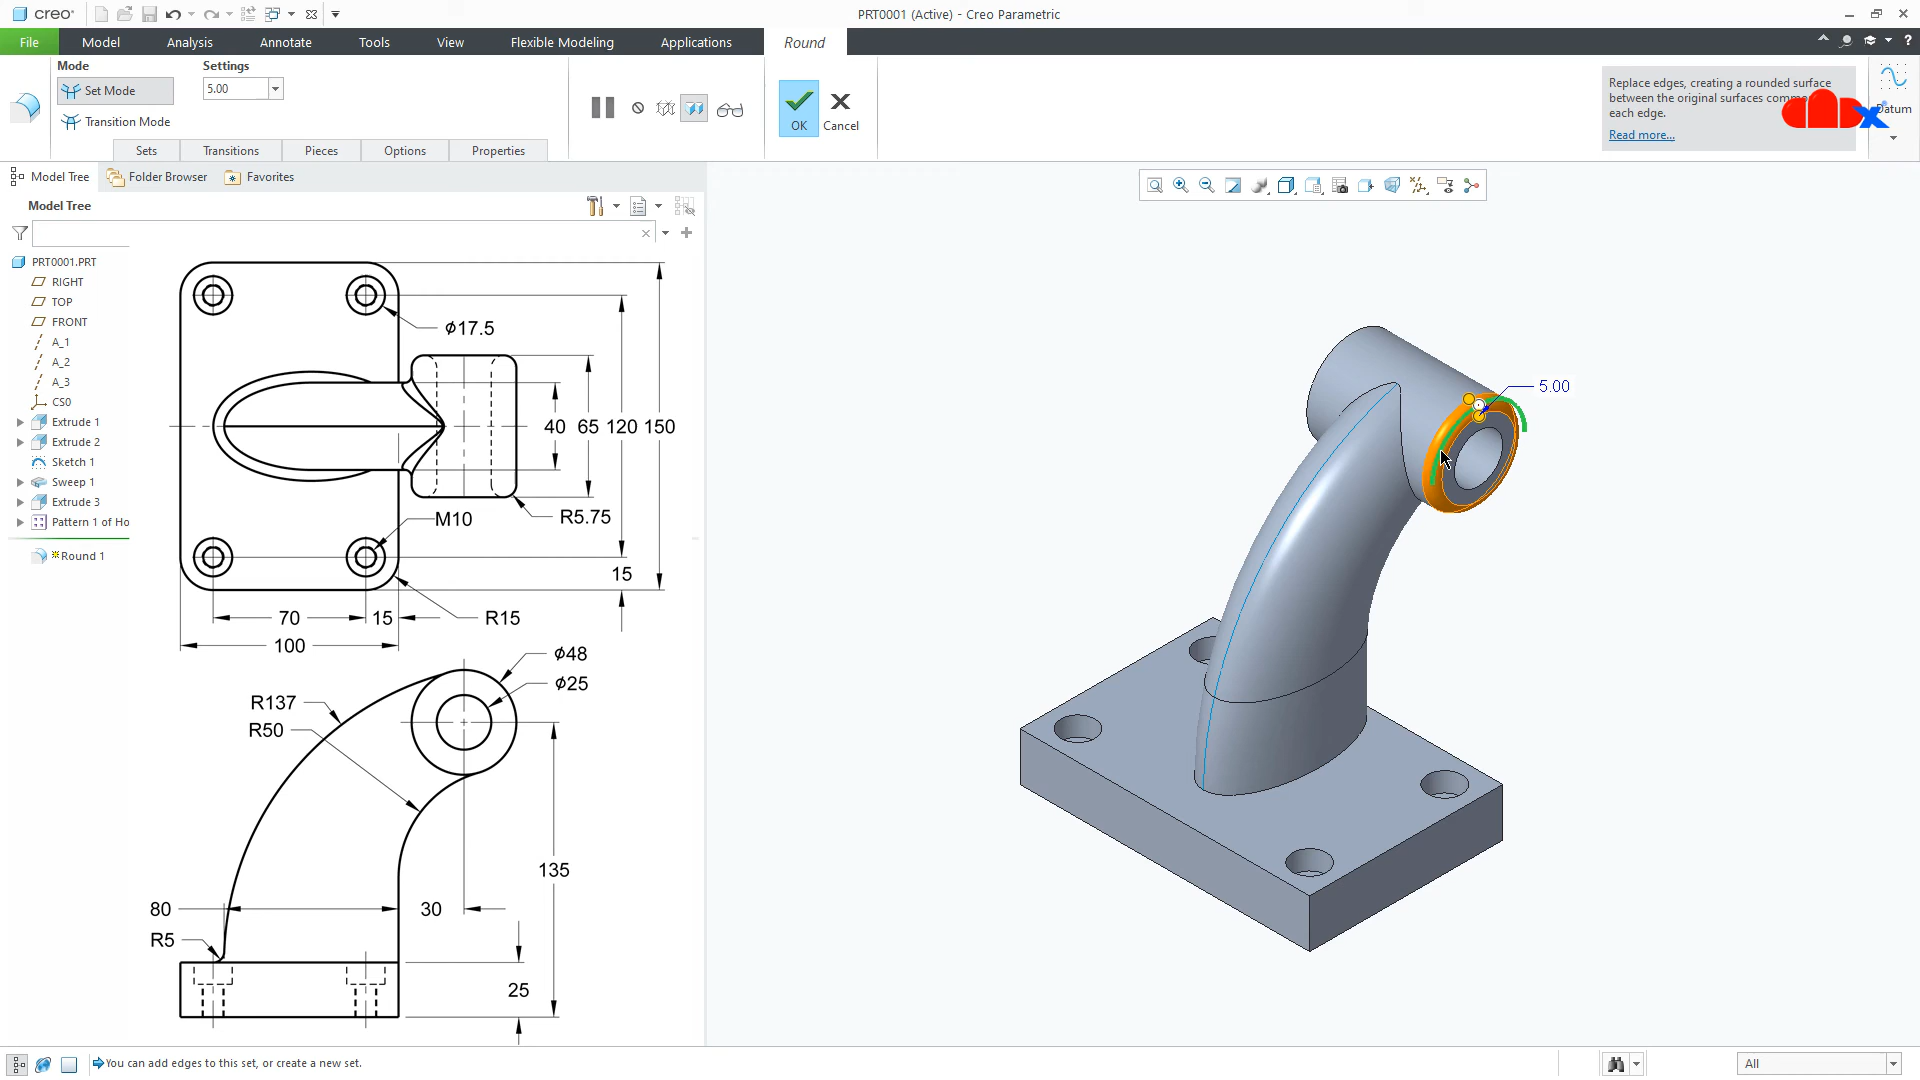 creo
PRT0001 (Active) - Creo Parametric
File
Model
Analysis
Annotate
Tools
View
Flexible Modeling
Applications
Round
Mode
Settings
Set Mode
5.00
Transition Mode
Sets
Transitions
Pieces
Options
Properties
OK
Cancel
Replace edges, creating a rounded surface
between the original surfaces comm
each edge.
Read more...
Datum
Model Tree
Folder Browser
Favorites
Model Tree
PRT0001.PRT
RIGHT
TOP
FRONT
A_1
A_2
A_3
CS0
Extrude 1
Extrude 2
Sketch 1
Sweep 1
Extrude 3
Pattern 1 of Ho
Round 1
ϕ17.5
40
65
120
150
M10
R5.75
15
70
15
R15
100
ϕ48
ϕ25
R137
R50
135
80
30
R5
25
5.00
You can add edges to this set, or create a new set.
All